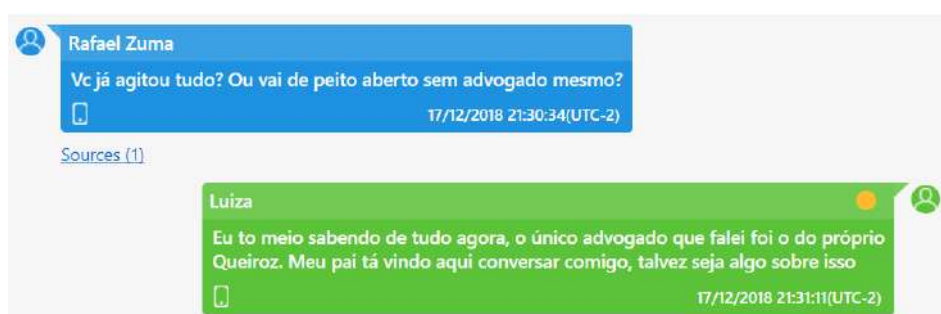 Rafael Zuma
Vc já agitou tudo? Ou vai de peito aberto sem advogado mesmo?
17/12/2018 21:30:34(UTC-2)
Sources (1)
Luiza
Eu to meio sabendo de tudo agora, o único advogado que falei foi o do próprio
Queiroz. Meu pai tá vindo aqui conversar comigo, talvez seja algo sobre isso
17/12/2018 21:31:11(UTC-2)